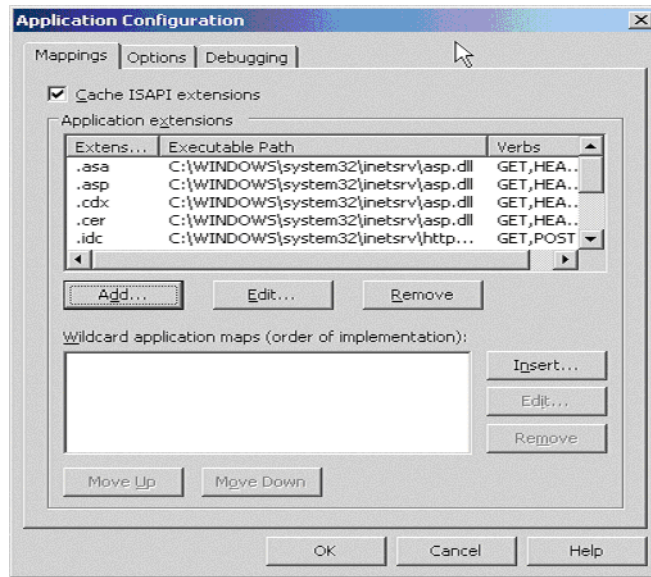 Application Configuration
Mappings Options Debugging
Cache ISAPI extensions
Application extensions
Extens... Executable Path Verbs
.asa C:\WINDOWS\system32\inetsrv\asp.dll GET,HEA..
.asp C:\WINDOWS\system32\inetsrv\asp.dll GET,HEA..
.cdx C:\WINDOWS\system32\inetsrv\asp.dll GET,HEA..
.cer C:\WINDOWS\system32\inetsrv\asp.dll GET,HEA..
.idc C:\WINDOWS\system32\inetsrv\http... GET,POST
Add... Edit... Remove
Wildcard application maps (order of implementation):
Insert...
Edit...
Remove
Move Up Move Down
OK Cancel Help